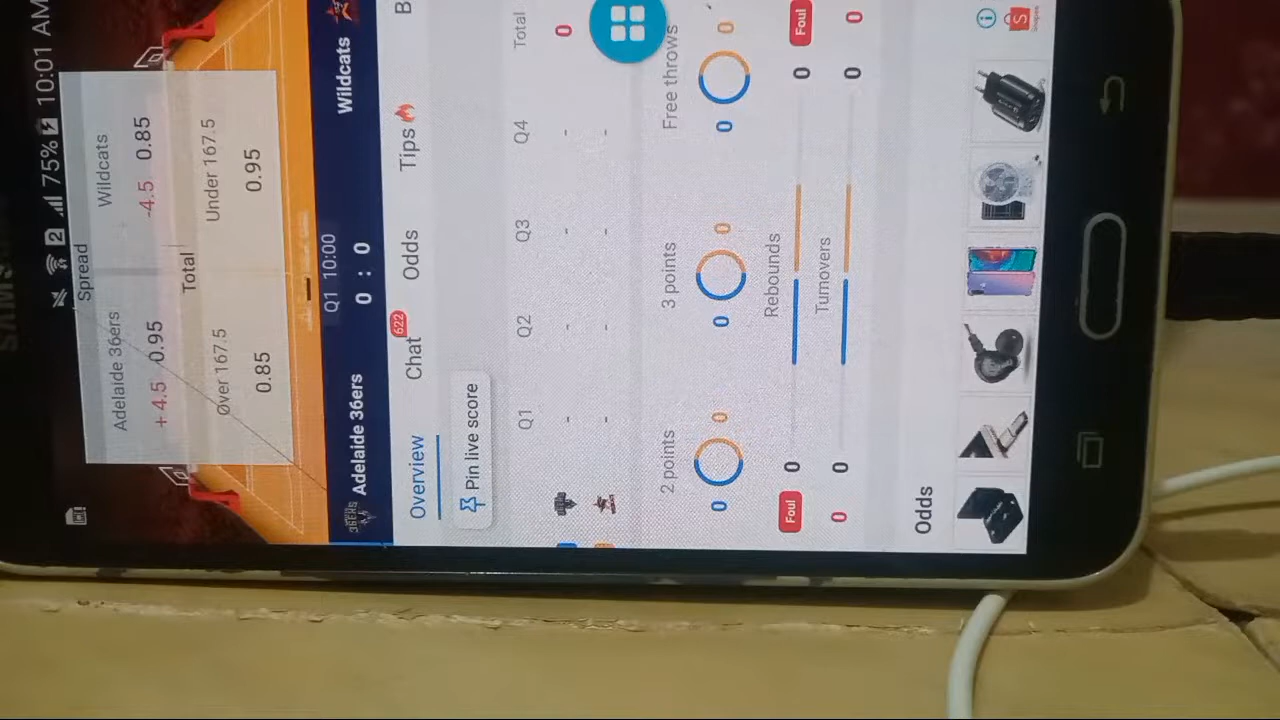 SAMSUNG
75% 10:01 AM
Spread
Adelaide 36ers Wildcats
+4.5 0.95 -4.5 0.85
Total
Over 167.5 Under 167.5
0.85 0.95
Q1 10:00
Adelaide 36ers 0 : 0 Wildcats
Overview Chat 622 Odds Tips B
Pin live score
Q1 Q2 Q3 Q4 Total
- - - - 0
- - - -
2 points 3 points Free throws
0 0 0 0 0 0
Rebounds
Foul 0 0 Foul
Turnovers
0 0 0 0
Odds